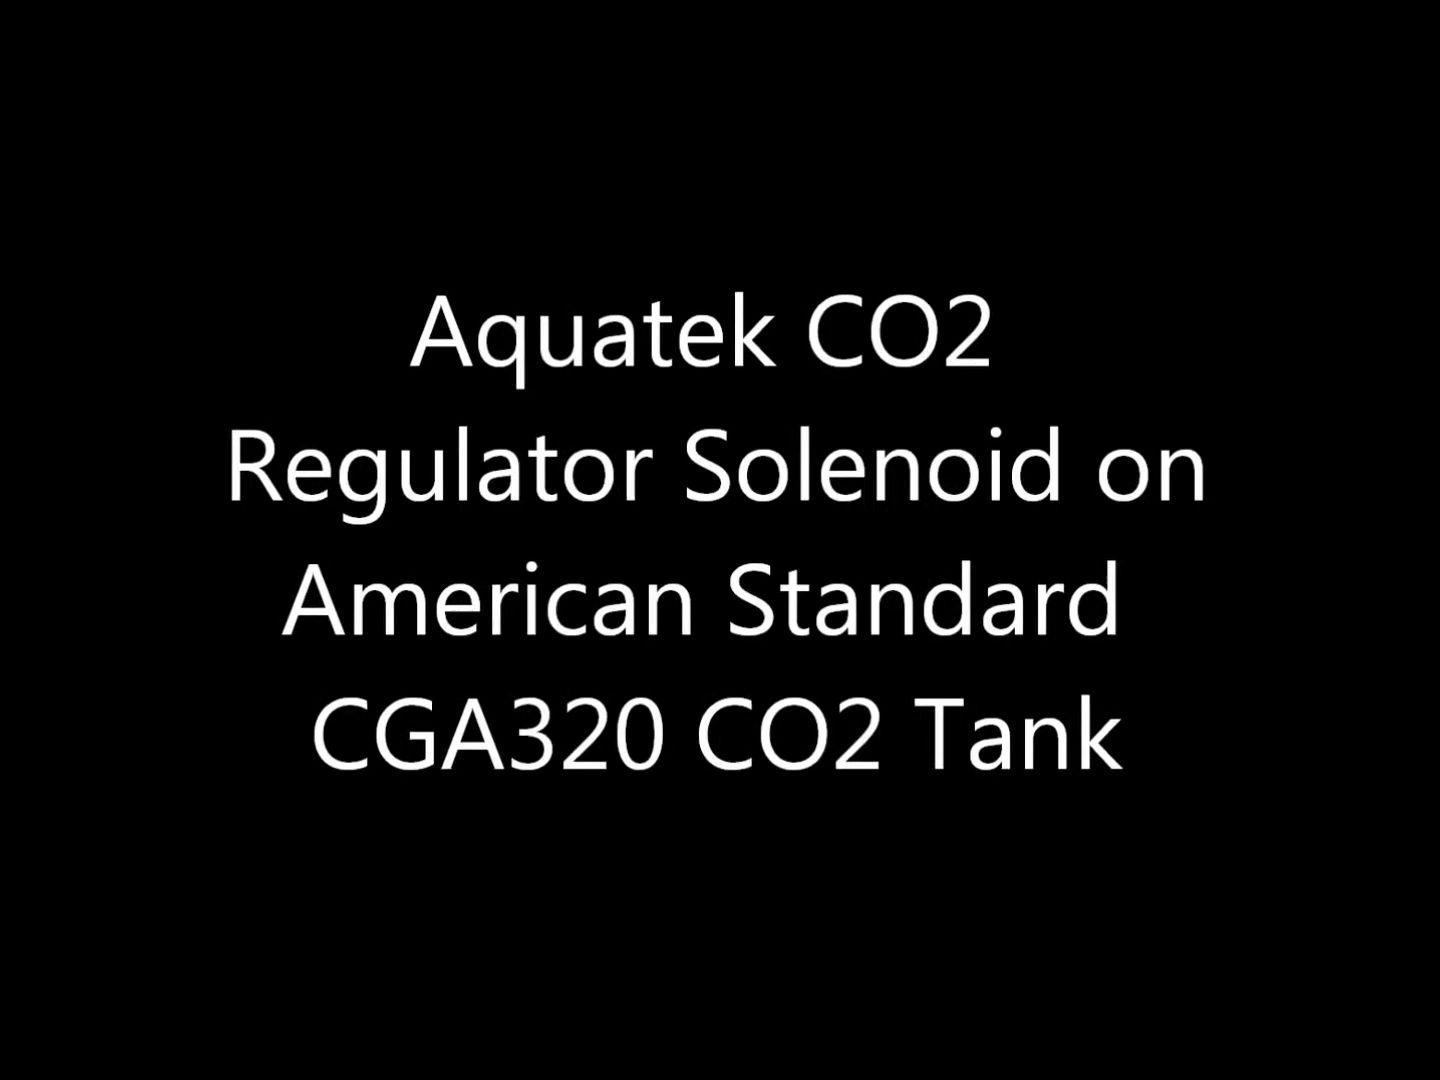 Aquatek CO2
Regulator Solenoid on
American Standard
CGA320 CO2 Tank